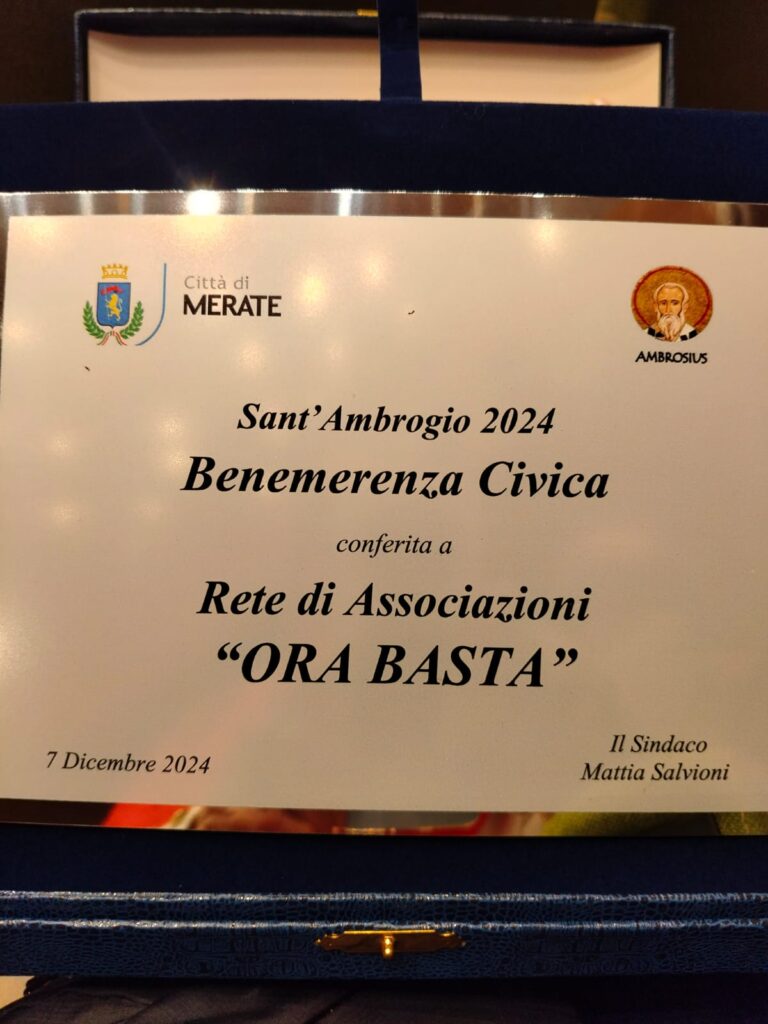 Città di
MERATE
AMBROSIUS
Sant’Ambrogio 2024
Benemerenza Civica
conferita a
Rete di Associazioni
“ORA BASTA”
7 Dicembre 2024
Il Sindaco
Mattia Salvioni